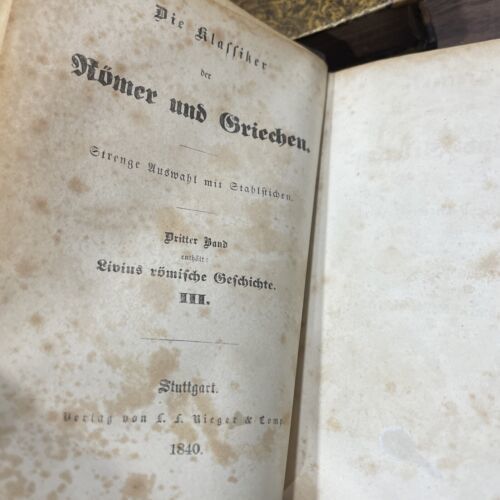 Die Klassiker
der
Römer und Griechen.
Strenge Auswahl mit Stahlstichen.
Dritter Band
enthält:
Livius römische Geschichte.
III.
Stuttgart.
Verlag von L. F. Rieger & Comp
1840.